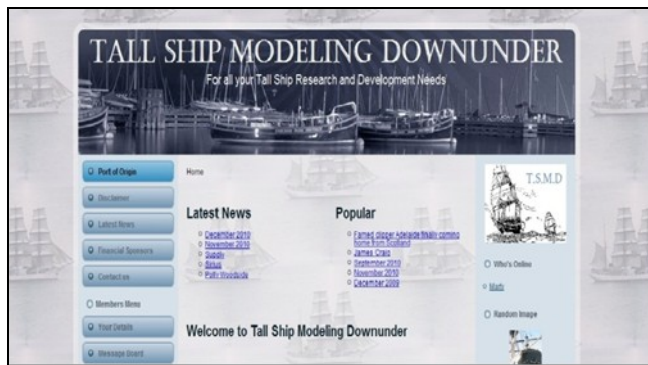 TALL SHIP MODELING DOWNUNDER
For all your Tall Ship Research and Development Needs
Port of Origin
Disclaimer
Latest News
Financial Sponsors
Contact us
Members Menu
Your Details
Message Board
Home
Latest News
December 2010
November 2010
Supply
Sirius
Polly Woodside
Popular
Famed clipper Adelaide finally coming
home from Scotland
James Craig
September 2010
November 2010
December 2009
Welcome to Tall Ship Modeling Downunder
T.S.M.D
Who's Online
Random Image